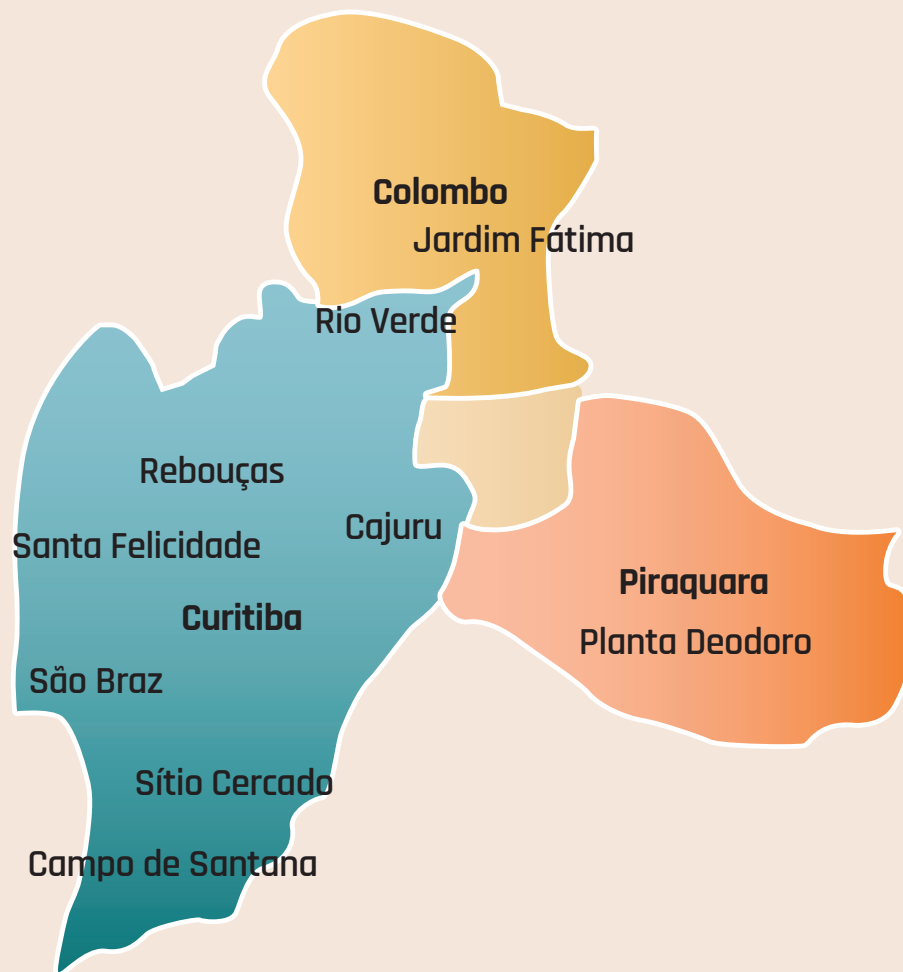 Colombo
Jardim Fátima
Rio Verde
Rebouças
Cajuru
Santa Felicidade
Piraquara
Curitiba
Planta Deodoro
São Braz
Sítio Cercado
Campo de Santana